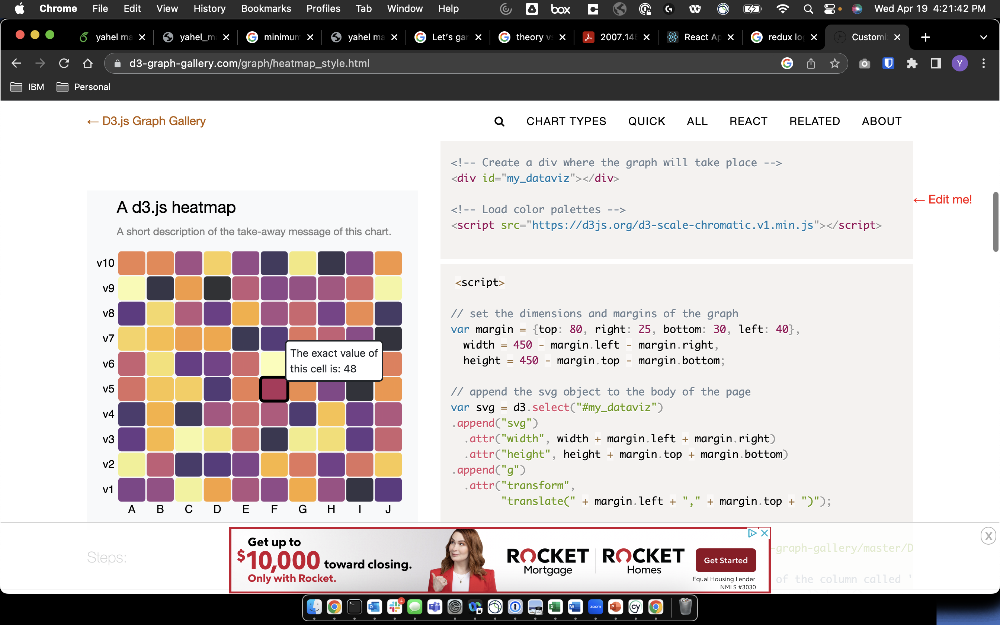 Chrome File Edit View History Bookmarks Profiles Tab Window Help box Wed Apr 19 4:21:42 PM
yahel ma yahel_m minimum yahel ma Let's gar theory vs 2007.145 React Ap redux lo Customi
d3-graph-gallery.com/graph/heatmap_style.html Y
IBM Personal
← D3.js Graph Gallery CHART TYPES QUICK ALL REACT RELATED ABOUT
A d3.js heatmap
A short description of the take-away message of this chart.
v10
v9
v8
v7
v6
v5
v4
v3
v2
v1
The exact value of
this cell is: 48
A B C D E F G H I J
<!-- Create a div where the graph will take place -->
<div id="my_dataviz"></div>
<!-- Load color palettes -->
<script src="https://d3js.org/d3-scale-chromatic.v1.min.js"></script>
← Edit me!
<script>
// set the dimensions and margins of the graph
var margin = {top: 80, right: 25, bottom: 30, left: 40},
width = 450 - margin.left - margin.right,
height = 450 - margin.top - margin.bottom;
// append the svg object to the body of the page
var svg = d3.select("#my_dataviz")
.append("svg")
.attr("width", width + margin.left + margin.right)
.attr("height", height + margin.top + margin.bottom)
.append("g")
.attr("transform",
"translate(" + margin.left + "," + margin.top + ")");
Steps:
-graph-gallery/master/D
of the column called '
Get up to
$10,000 toward closing.
Only with Rocket.
ROCKET Mortgage
ROCKET Homes
Get Started
Equal Housing Lender
NMLS #3030
X
4
zoom
cy